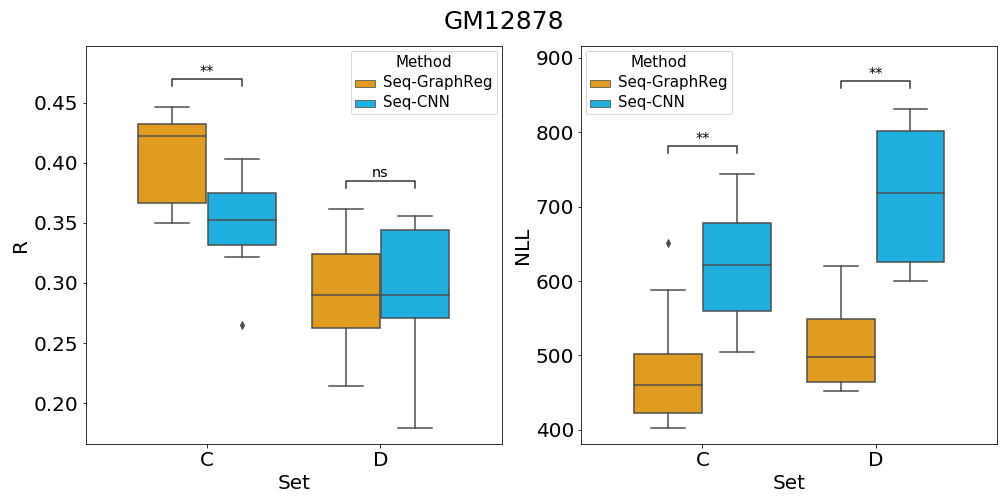 GM12878
Method
Seq-GraphReg
Seq-CNN
**
ns
0.45
0.40
0.35
0.30
0.25
0.20
R
C
D
Set
Method
Seq-GraphReg
Seq-CNN
**
**
900
800
700
600
500
400
NLL
C
D
Set